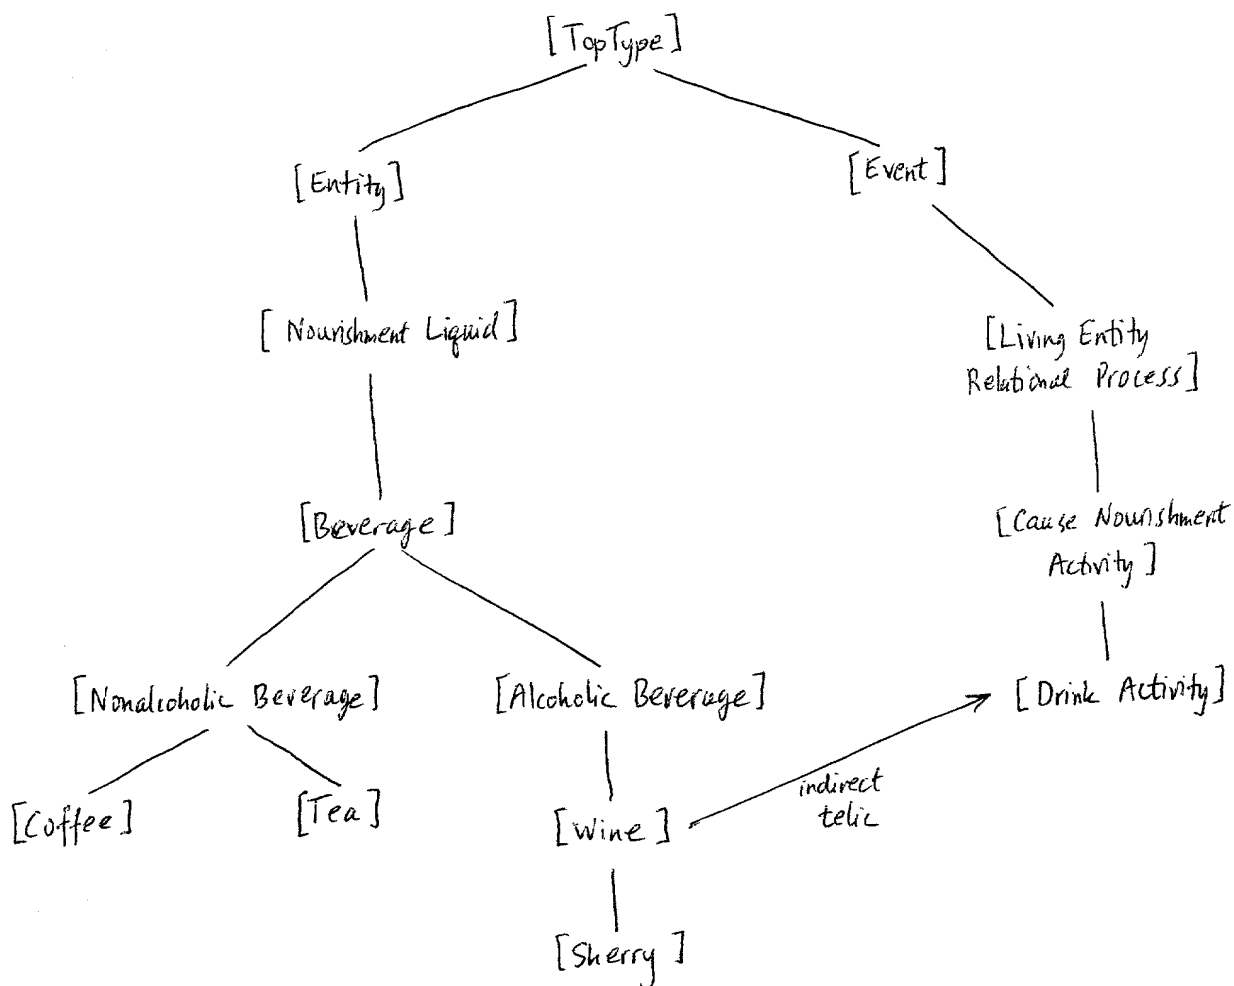 [TopType]
[Entity]
[Event]
[Nourishment Liquid]
[Living Entity
Relational Process]
[Beverage]
[Cause Nourishment
Activity]
[Nonalcoholic Beverage]
[Alcoholic Beverage]
[Drink Activity]
indirect
telic
[Coffee]
[Tea]
[Wine]
[Sherry]